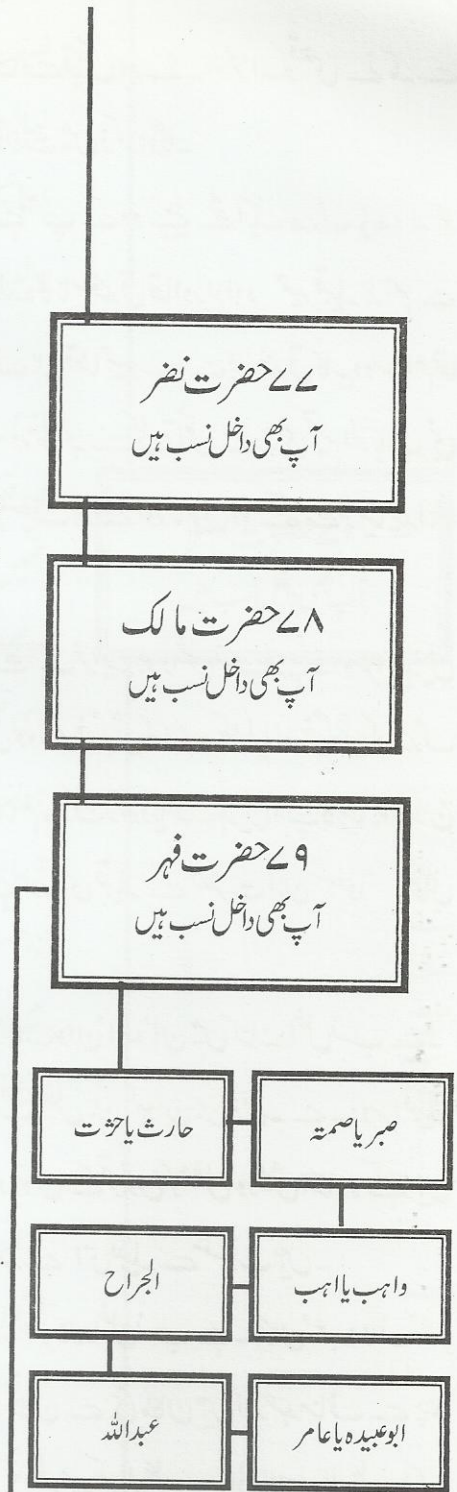 ۷۷ حضرت نضر
آپ بھی داخل نسب ہیں
۷۸ حضرت مالک
آپ بھی داخل نسب ہیں
۷۹ حضرت فہر
آپ بھی داخل نسب ہیں
صبر یا صمتہ
حارث یا حژت
واہب یا اہب
الجراح
ابوعبیدہ یا عامر
عبداللہ